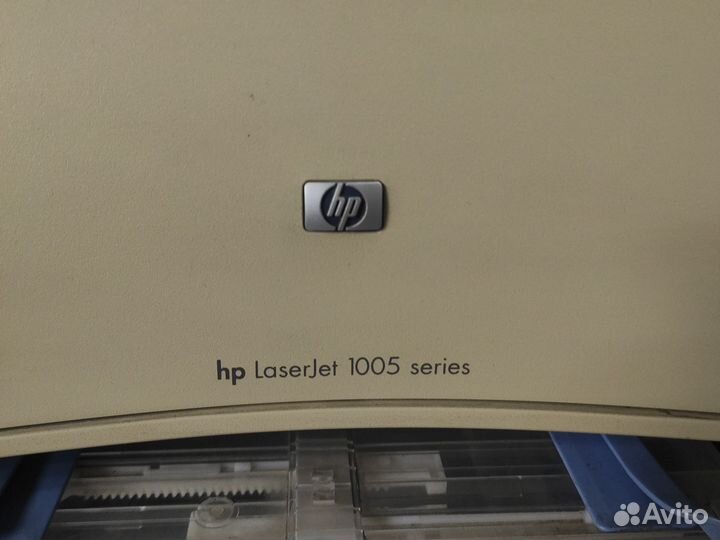 hp
hp LaserJet 1005 series
Avito